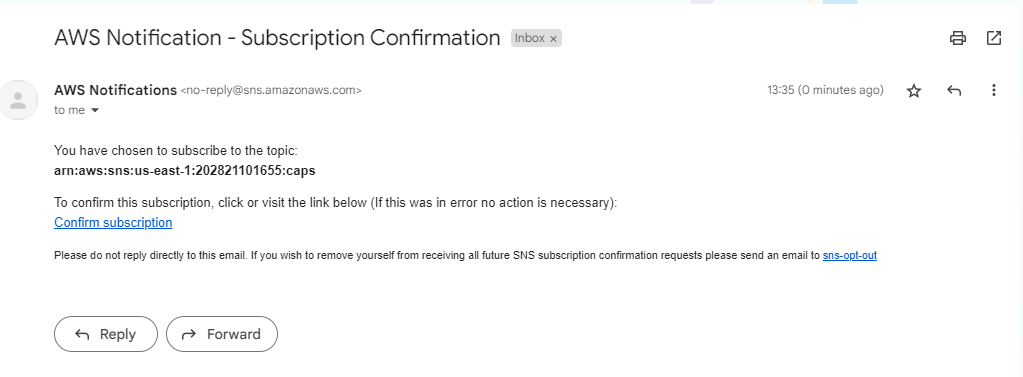 AWS Notification - Subscription Confirmation Inbox ×
AWS Notifications <no-reply@sns.amazonaws.com> 13:35 (0 minutes ago)
to me
You have chosen to subscribe to the topic:
arn:aws:sns:us-east-1:202821101655:caps
To confirm this subscription, click or visit the link below (If this was in error no action is necessary):
Confirm subscription
Please do not reply directly to this email. If you wish to remove yourself from receiving all future SNS subscription confirmation requests please send an email to sns-opt-out
Reply Forward